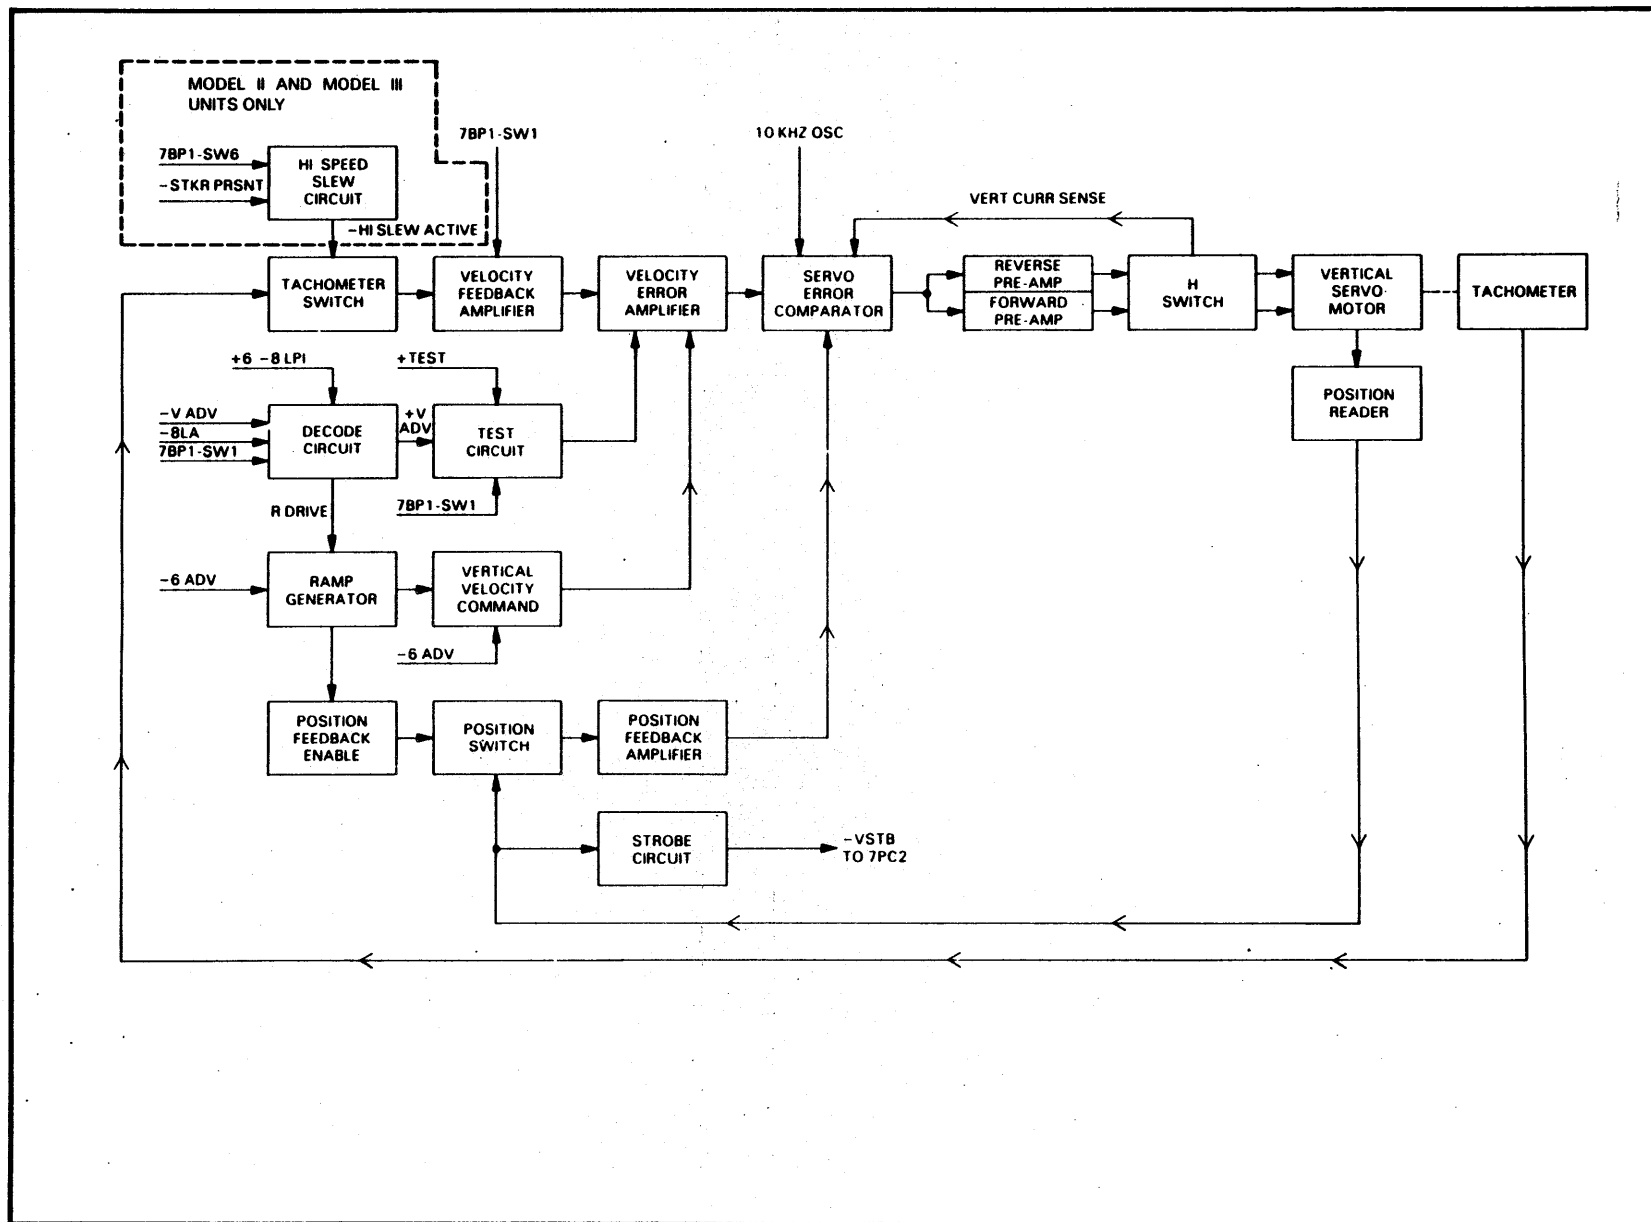 MODEL II AND MODEL III
UNITS ONLY
7BP1-SW6
-STKR PRSNT
HI SPEED
SLEW
CIRCUIT
-HI SLEW ACTIVE
7BP1-SW1
10 KHZ OSC
VERT CURR SENSE
TACHOMETER
SWITCH
VELOCITY
FEEDBACK
AMPLIFIER
VELOCITY
ERROR
AMPLIFIER
SERVO
ERROR
COMPARATOR
REVERSE
PRE-AMP
FORWARD
PRE-AMP
H
SWITCH
VERTICAL
SERVO
MOTOR
TACHOMETER
POSITION
READER
+6 -8 LPI
-V ADV
-8LA
7BP1-SW1
DECODE
CIRCUIT
+V
ADV
+TEST
TEST
CIRCUIT
7BP1-SW1
R DRIVE
-6 ADV
RAMP
GENERATOR
VERTICAL
VELOCITY
COMMAND
-6 ADV
POSITION
FEEDBACK
ENABLE
POSITION
SWITCH
POSITION
FEEDBACK
AMPLIFIER
STROBE
CIRCUIT
-VSTB
TO 7PC2